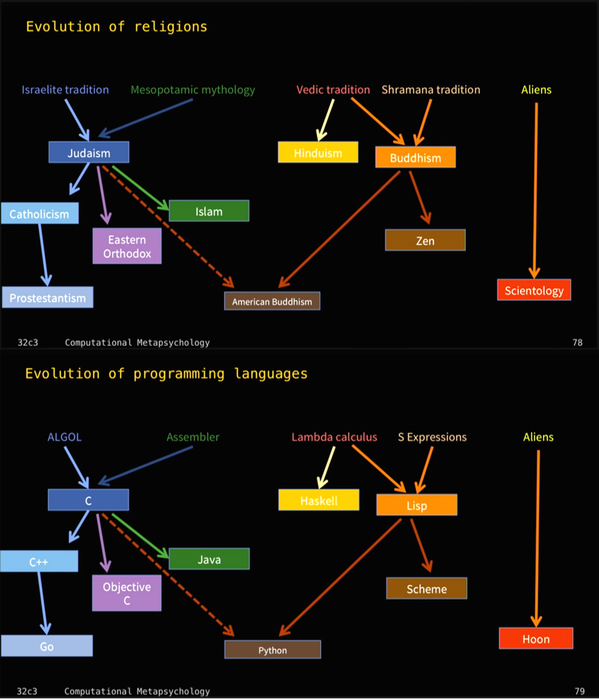 Evolution of religions
Israelite tradition
Mesopotamic mythology
Vedic tradition
Shramana tradition
Aliens
Judaism
Hinduism
Buddhism
Catholicism
Islam
Eastern
Orthodox
Zen
Prostestantism
American Buddhism
Scientology
32c3
Computational Metapsychology
78
Evolution of programming languages
ALGOL
Assembler
Lambda calculus
S Expressions
Aliens
C
Haskell
Lisp
C++
Java
Objective
C
Scheme
Go
Python
Hoon
32c3
Computational Metapsychology
79